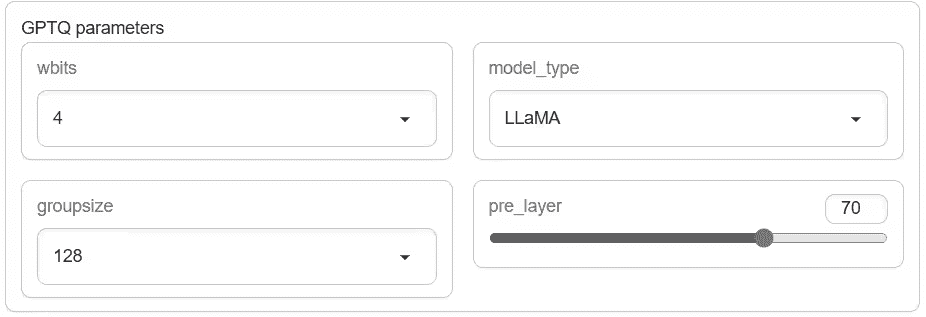 GPTQ parameters
wbits
4
model_type
LLaMA
groupsize
128
pre_layer
70